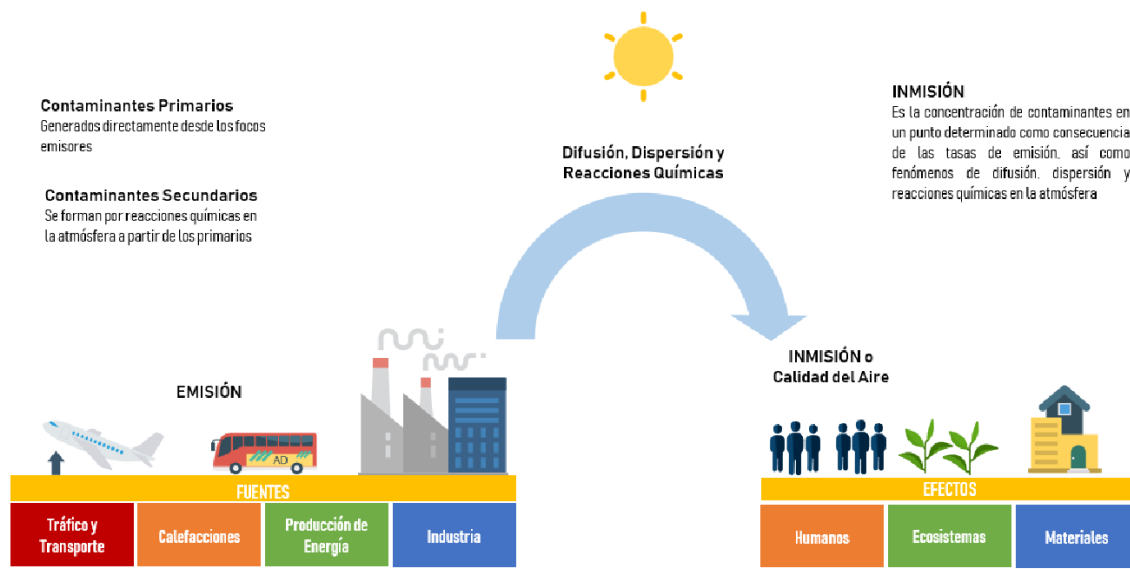 Contaminantes Primarios
Generados directamente desde los focos
emisores
Contaminantes Secundarios
Se forman por reacciones químicas en
la atmósfera a partir de los primarios
Difusión, Dispersión y
Reacciones Químicas
INMISIÓN
Es la concentración de contaminantes en
un punto determinado como consecuencia
de las tasas de emisión, así como
fenómenos de difusión, dispersión y
reacciones químicas en la atmósfera
EMISIÓN
AD
FUENTES
Tráfico y
Transporte
Calefacciones
Producción de
Energía
Industria
INMISIÓN o
Calidad del Aire
EFECTOS
Humanos
Ecosistemas
Materiales